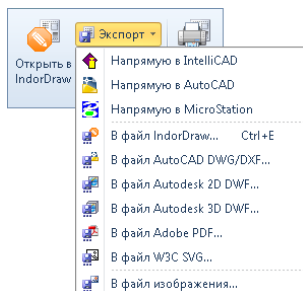 Экспорт
Открыть в
IndorDraw
Напрямую в IntelliCAD
Напрямую в AutoCAD
Напрямую в MicroStation
В файл IndorDraw... Ctrl+E
В файл AutoCAD DWG/DXF...
В файл Autodesk 2D DWF...
В файл Autodesk 3D DWF...
В файл Adobe PDF...
В файл W3C SVG...
В файл изображения...